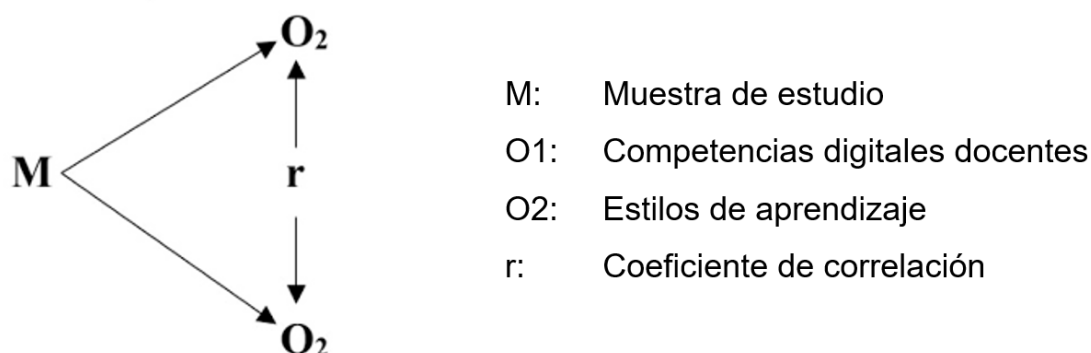 O₂
M
r
O₂
M: Muestra de estudio
O1: Competencias digitales docentes
O2: Estilos de aprendizaje
r: Coeficiente de correlación